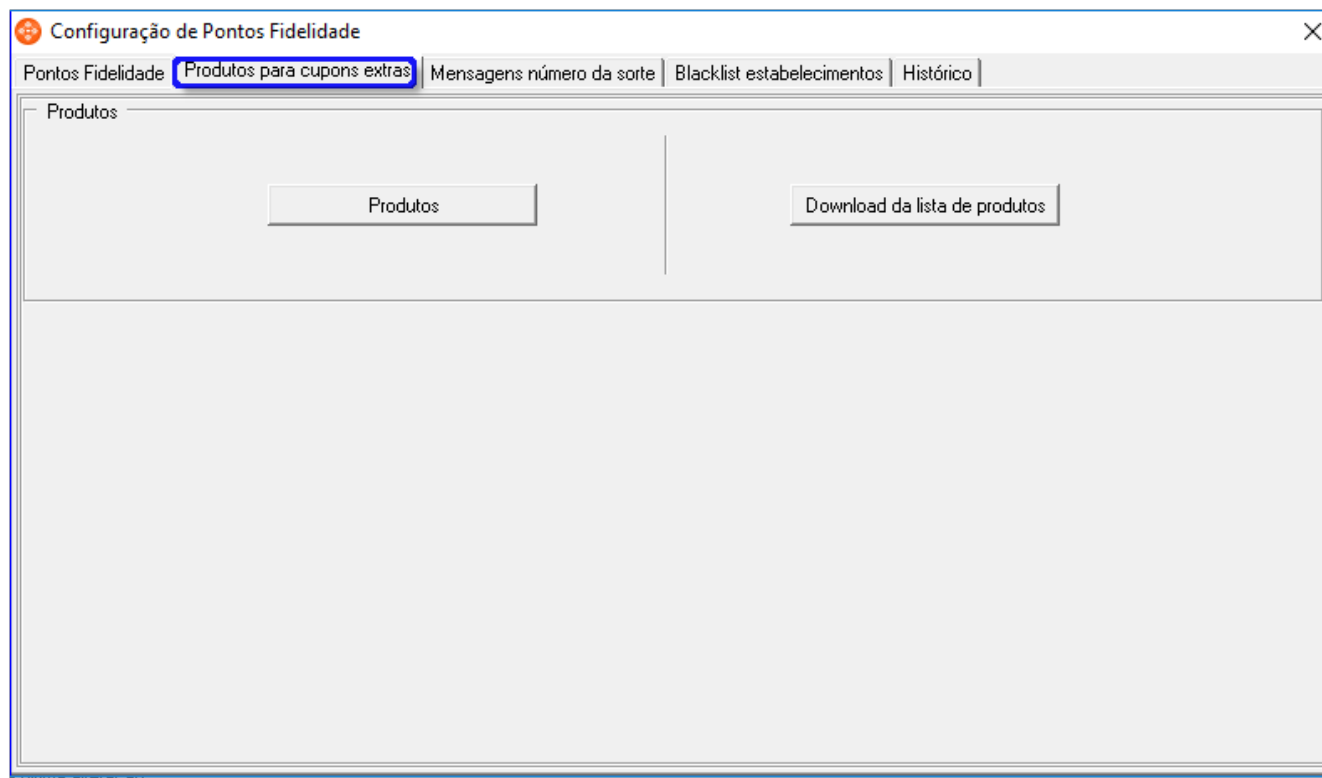 Configuração de Pontos Fidelidade
Pontos Fidelidade Produtos para cupons extras Mensagens número da sorte Blacklist estabelecimentos Histórico
Produtos
Produtos Download da lista de produtos